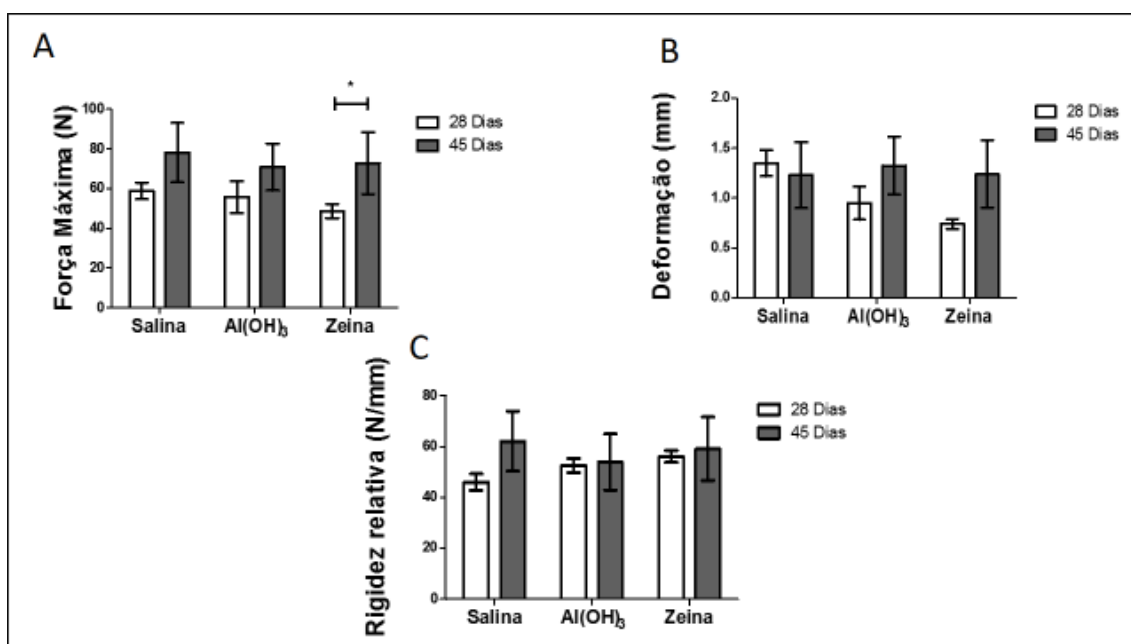 A
Força Máxima (N)
100
80
60
40
20
0
*
Salina
Al(OH)₃
Zeina
28 Dias
45 Dias
B
Deformação (mm)
2.0
1.5
1.0
0.5
0.0
Salina
Al(OH)₃
Zeina
28 Dias
45 Dias
C
Rigidez relativa (N/mm)
80
60
40
20
0
Salina
Al(OH)₃
Zeina
28 Dias
45 Dias